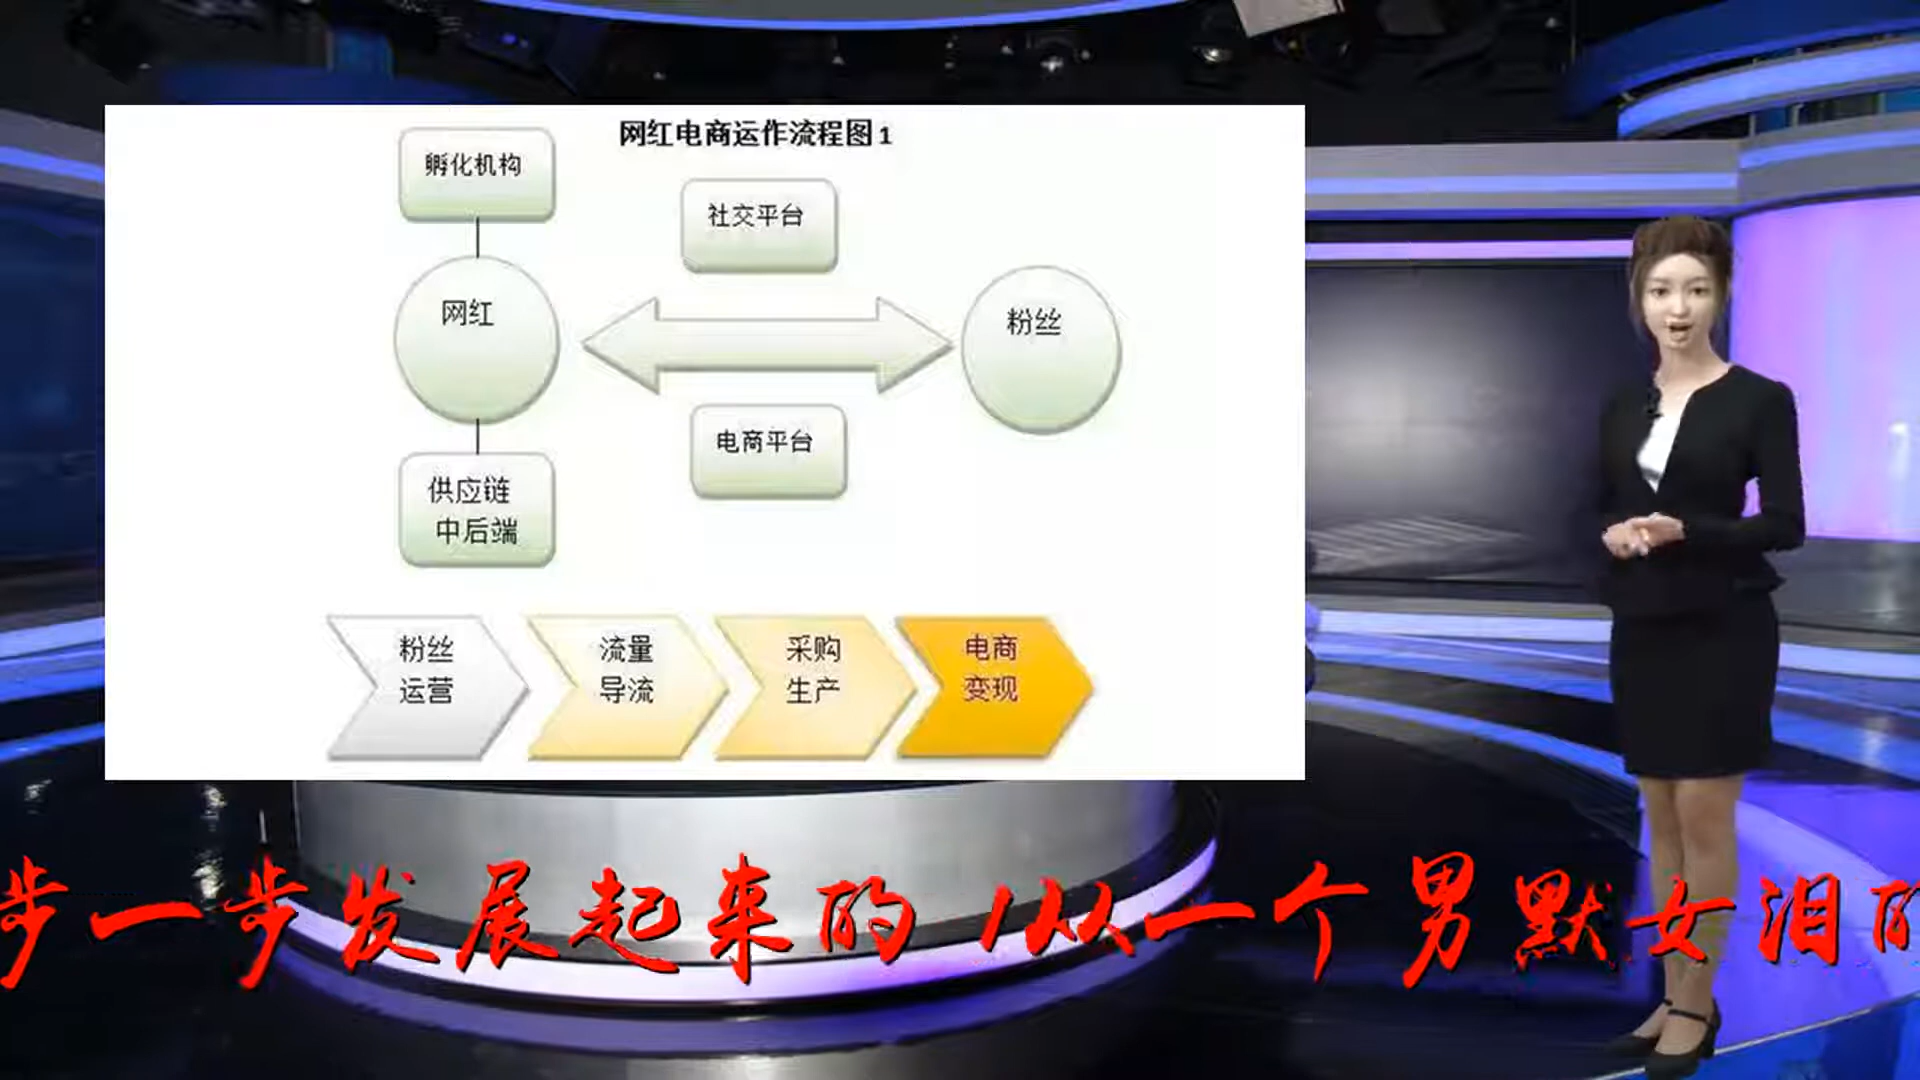 网红电商运作流程图1
孵化机构
社交平台
网红
粉丝
电商平台
供应链
中后端
粉丝
运营
流量
导流
采购
生产
电商
变现
步一步发展起来的 1从一个男默女泪的